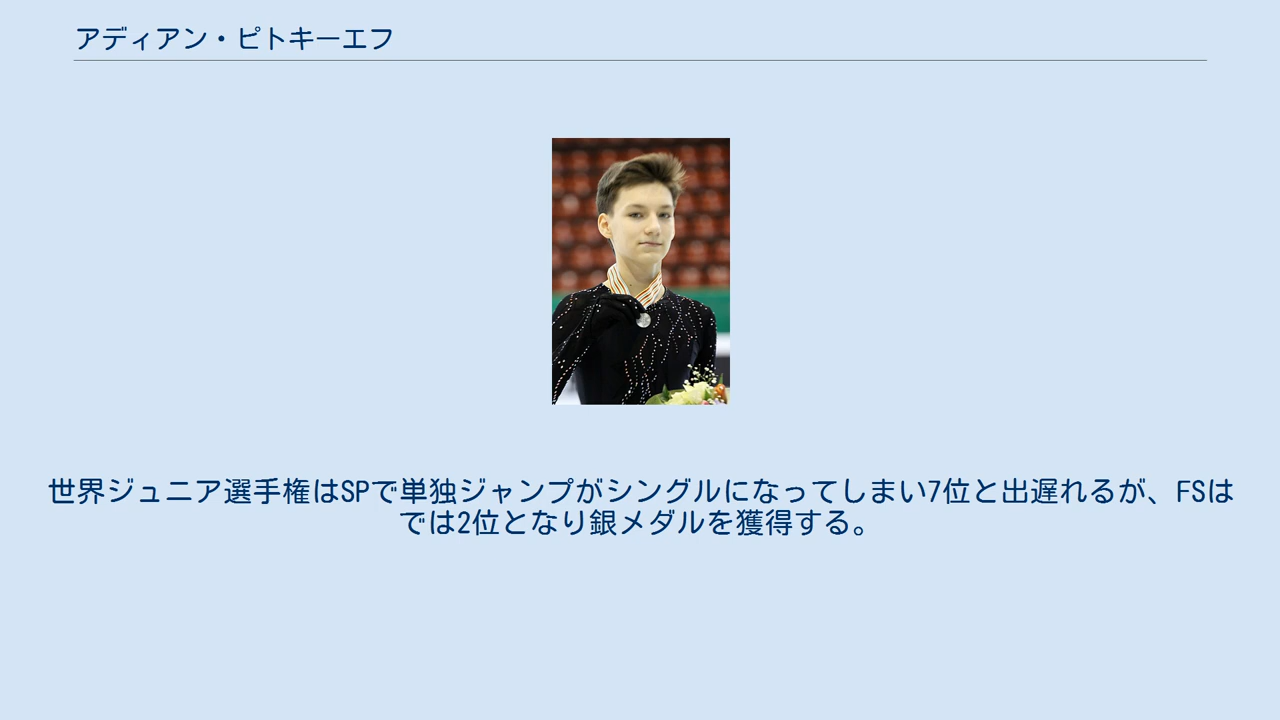 アディアン・ピトキーエフ
世界ジュニア選手権はSPで単独ジャンプがシングルになってしまい7位と出遅れるが、FSは
では2位となり銀メダルを獲得する。